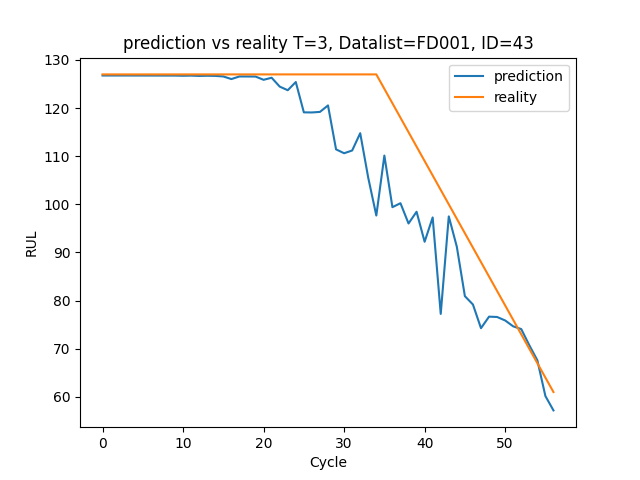 prediction vs reality T=3, Datalist=FD001, ID=43
prediction
reality
RUL
130
120
110
100
90
80
70
60
0 10 20 30 40 50
Cycle